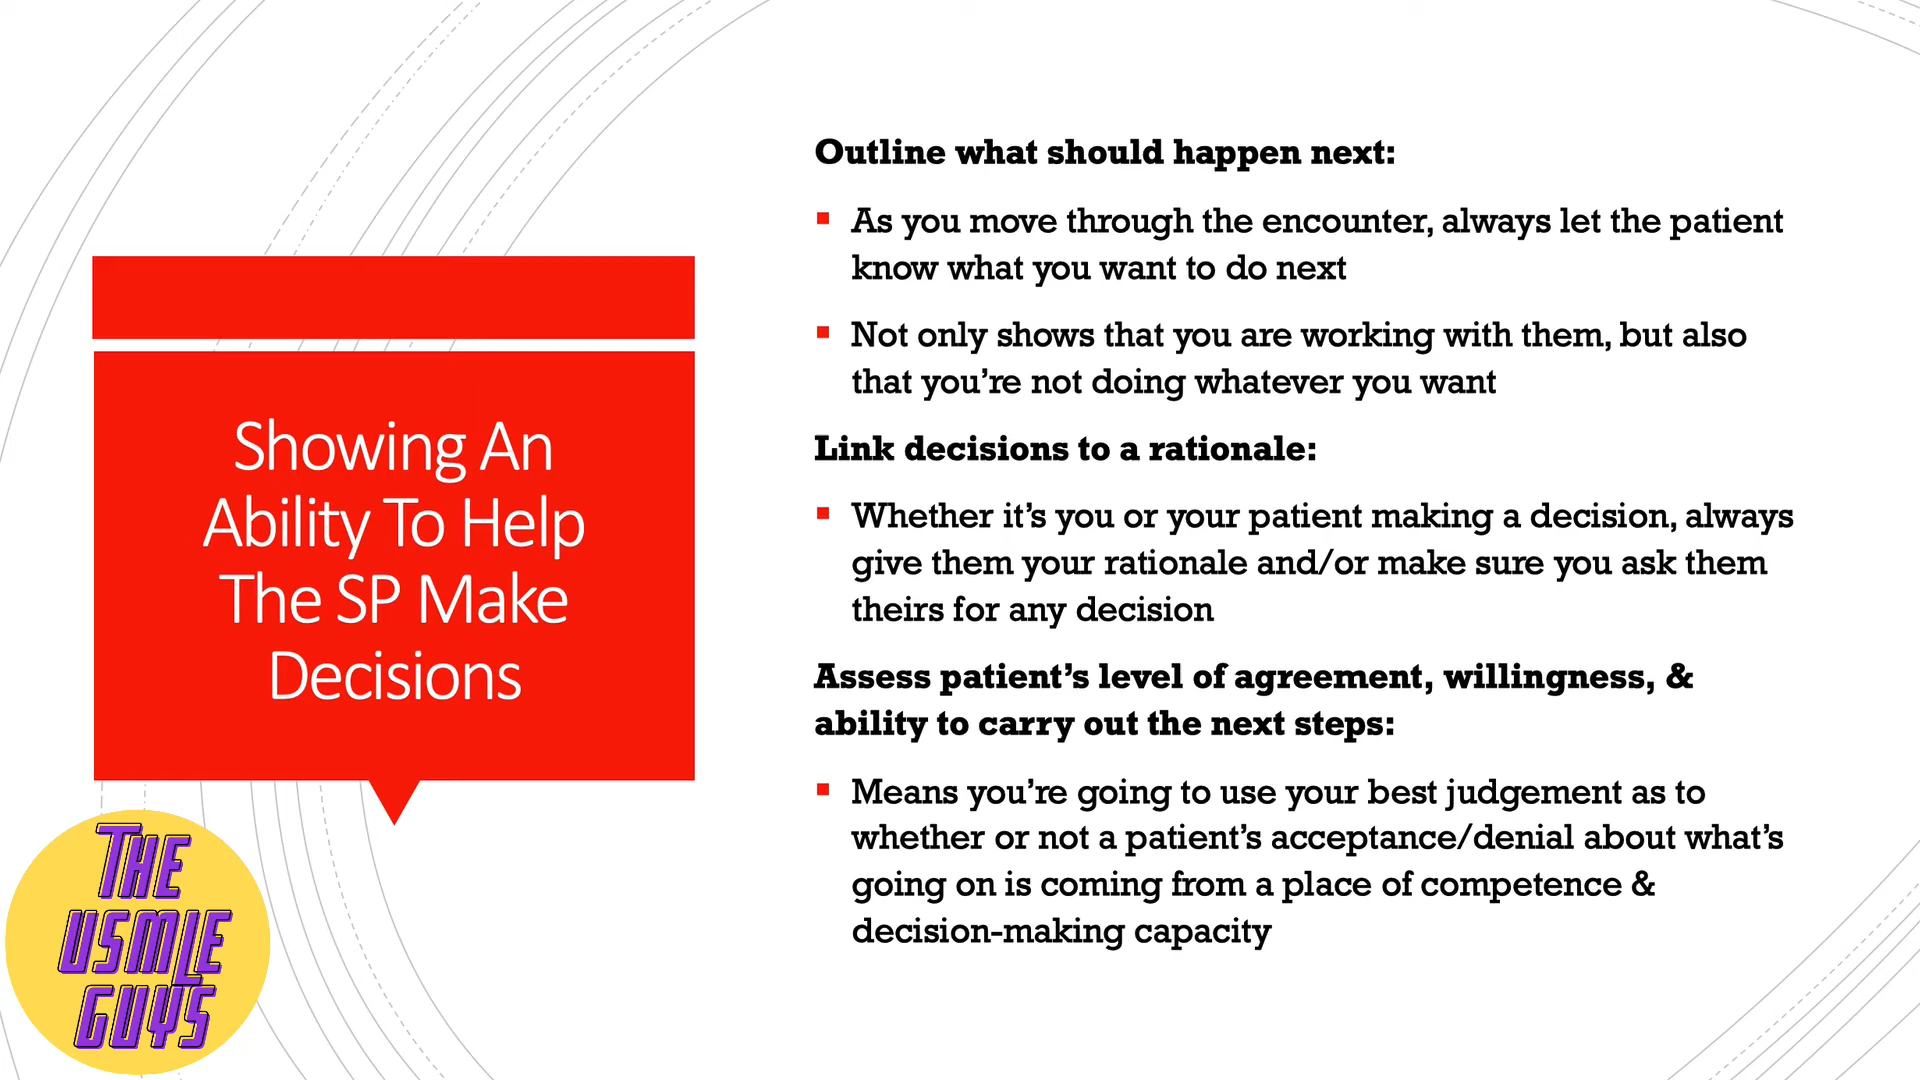 Showing An
Ability To Help
The SP Make
Decisions
Outline what should happen next:
▪ As you move through the encounter, always let the patient
know what you want to do next
▪ Not only shows that you are working with them, but also
that you’re not doing whatever you want
Link decisions to a rationale:
▪ Whether it’s you or your patient making a decision, always
give them your rationale and/or make sure you ask them
theirs for any decision
Assess patient’s level of agreement, willingness, &
ability to carry out the next steps:
▪ Means you’re going to use your best judgement as to
whether or not a patient’s acceptance/denial about what’s
going on is coming from a place of competence &
decision-making capacity
THE
USMLE
GUYS